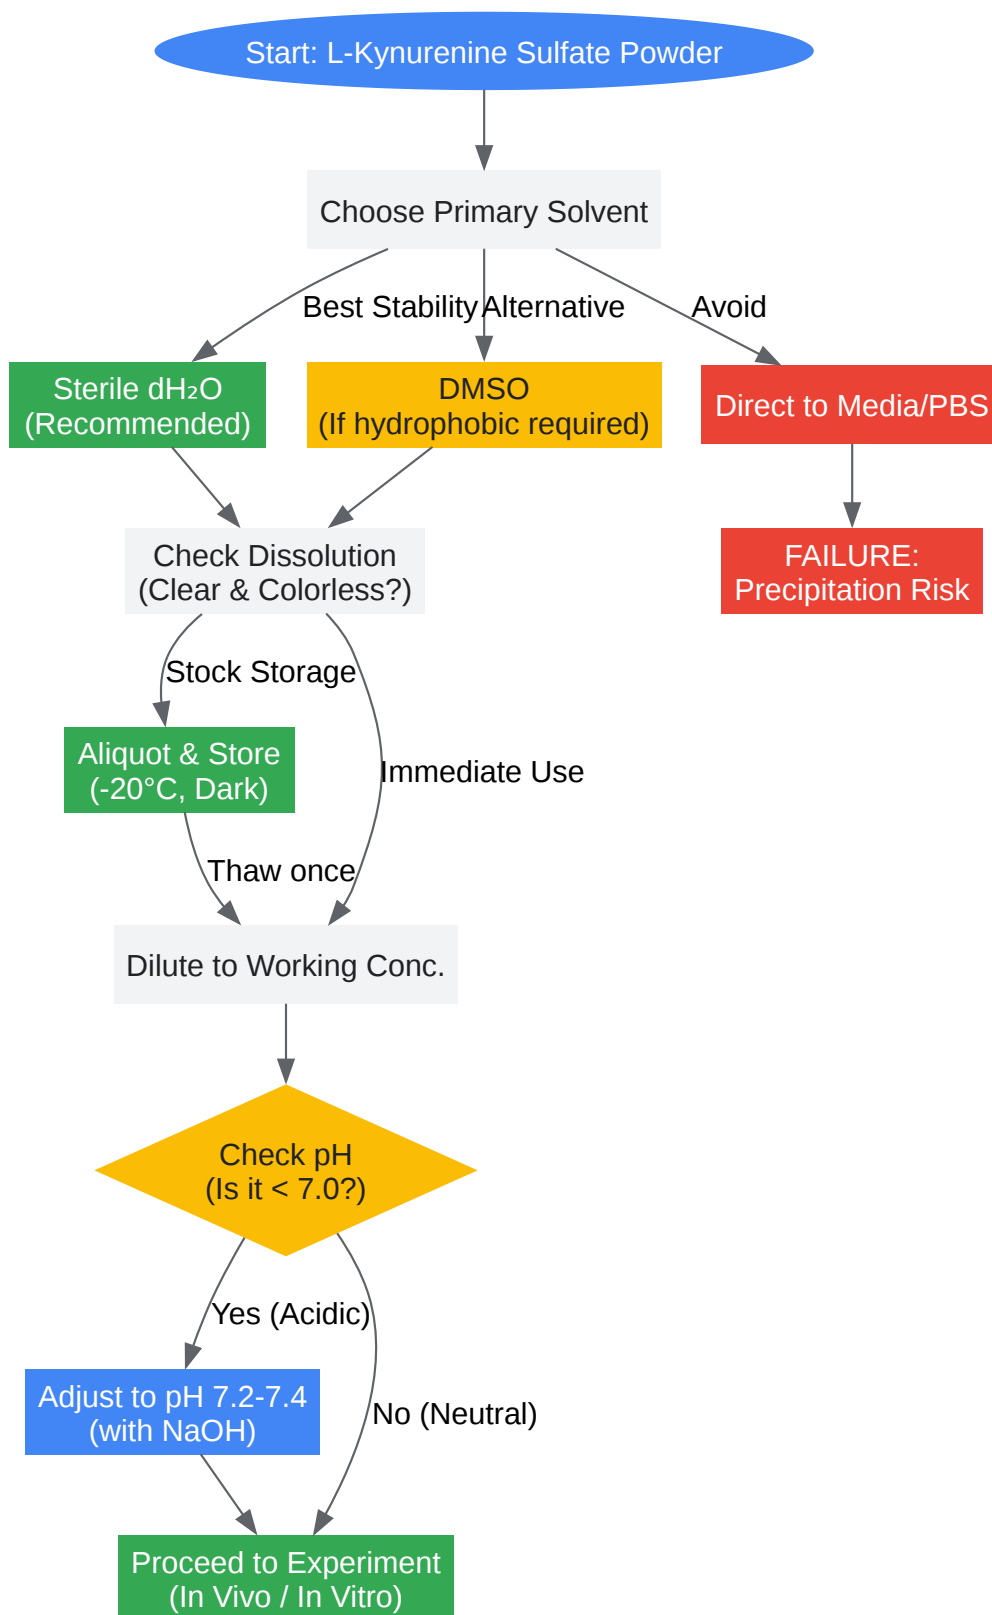 Start: L-Kynurenine Sulfate Powder
Choose Primary Solvent
Best Stability
Alternative
Avoid
Sterile dH₂O
(Recommended)
DMSO
(If hydrophobic required)
Direct to Media/PBS
Check Dissolution
(Clear & Colorless?)
FAILURE:
Precipitation Risk
Stock Storage
Aliquot & Store
(-20°C, Dark)
Immediate Use
Thaw once
Dilute to Working Conc.
Check pH
(Is it < 7.0?)
Yes (Acidic)
Adjust to pH 7.2-7.4
(with NaOH)
No (Neutral)
Proceed to Experiment
(In Vivo / In Vitro)